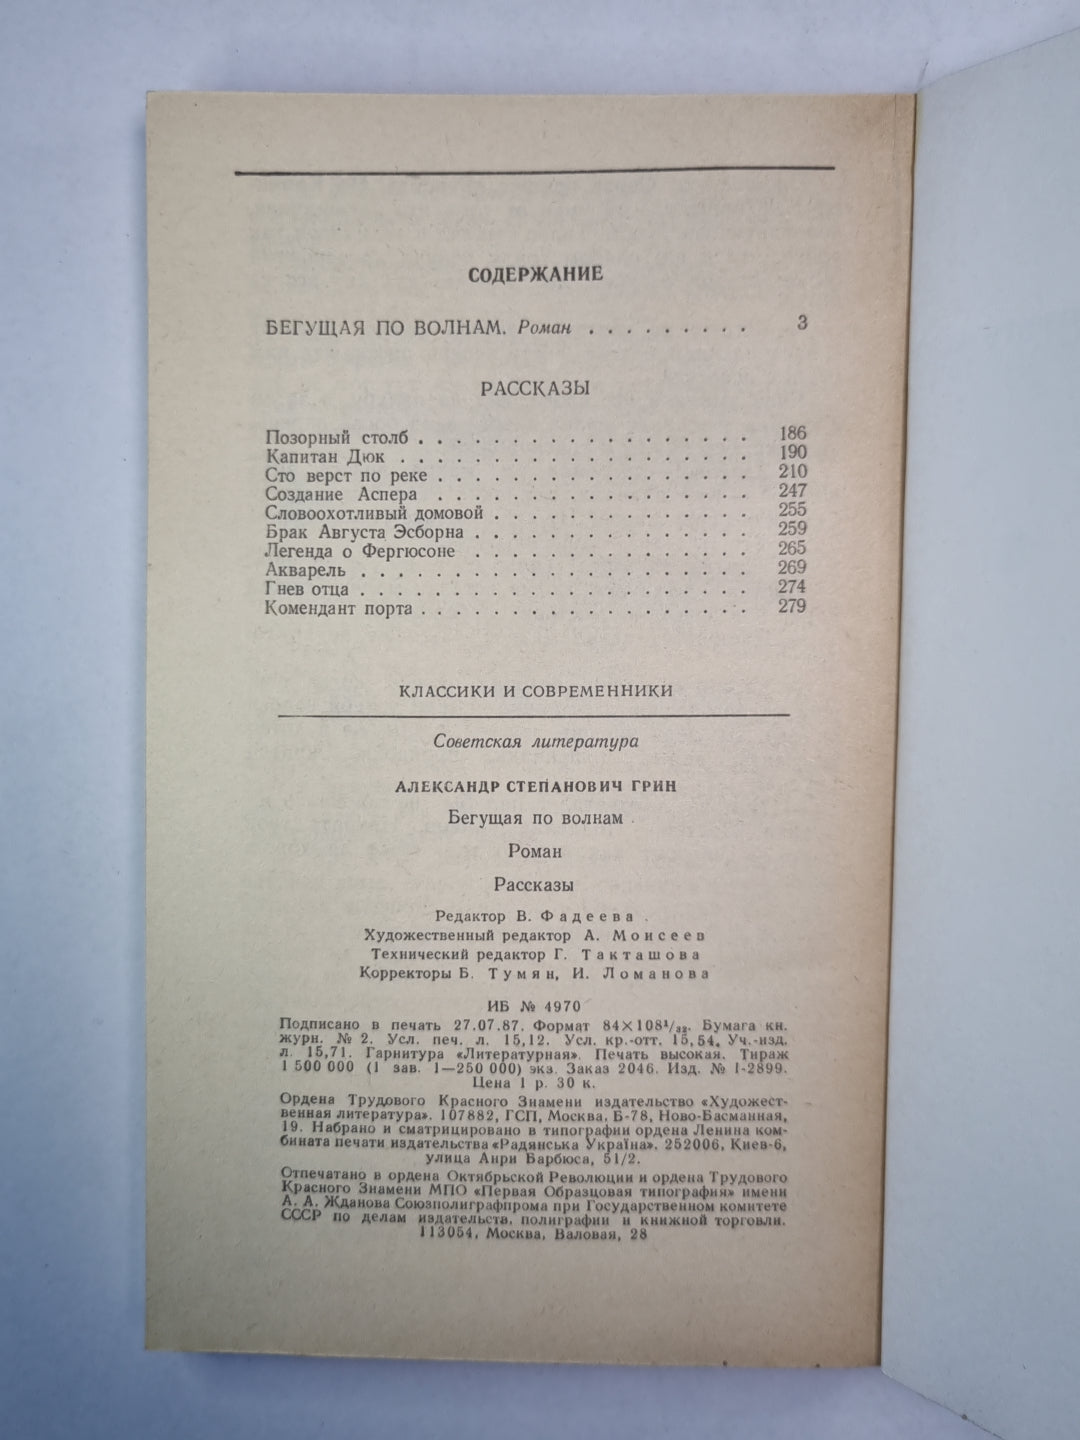 СОДЕРЖАНИЕ
БЕГУЩАЯ ПО ВОЛНАМ. Роман . . . . . . . . . 3
РАССКАЗЫ
Позорный столб . . . . . . . . . . . . . . . . . . 186
Капитан Дюк . . . . . . . . . . . . . . . . . . . 190
Сто верст по реке . . . . . . . . . . . . . . . . . 210
Создание Аспера . . . . . . . . . . . . . . . . . 247
Словоохотливый домовой . . . . . . . . . . . . . . 255
Брак Августа Эсборна . . . . . . . . . . . . . . . 259
Легенда о Фергюсоне . . . . . . . . . . . . . . . 265
Акварель . . . . . . . . . . . . . . . . . . . . . 269
Гнев отца . . . . . . . . . . . . . . . . . . . . . 274
Комендант порта . . . . . . . . . . . . . . . . . . 279
КЛАССИКИ И СОВРЕМЕННИКИ
Советская литература
АЛЕКСАНДР СТЕПАНОВИЧ ГРИН
Бегущая по волнам
Роман
Рассказы
Редактор В. Фадеева
Художественный редактор А. Моисеев
Технический редактор Г. Такташова
Корректоры Б. Тумян, И. Ломанова
ИБ № 4970
Подписано в печать 27.07.87. Формат 84×108¹/₃₂. Бумага кн.
журн. № 2. Усл. печ. л. 15,12. Усл. кр.-отт. 15,54. Уч.-изд.
л. 15,71. Гарнитура «Литературная». Печать высокая. Тираж
1 500 000 (1 зав. 1—250 000) экз. Заказ 2046. Изд. № 1-2899.
Цена 1 р. 30 к.
Ордена Трудового Красного Знамени издательство «Художест-
венная литература». 107882, ГСП, Москва, Б-78, Ново-Басманная,
19. Набрано и сматрицировано в типографии ордена Ленина ком-
бината печати издательства «Радянська Україна». 252006, Киев-6,
улица Анри Барбюса, 51/2.
Отпечатано в ордена Октябрьской Революции и ордена Трудового
Красного Знамени МПО «Первая Образцовая типография» имени
А. А. Жданова Союзполиграфпрома при Государственном комитете
СССР по делам издательств, полиграфии и книжной торговли.
113054, Москва, Валовая, 28